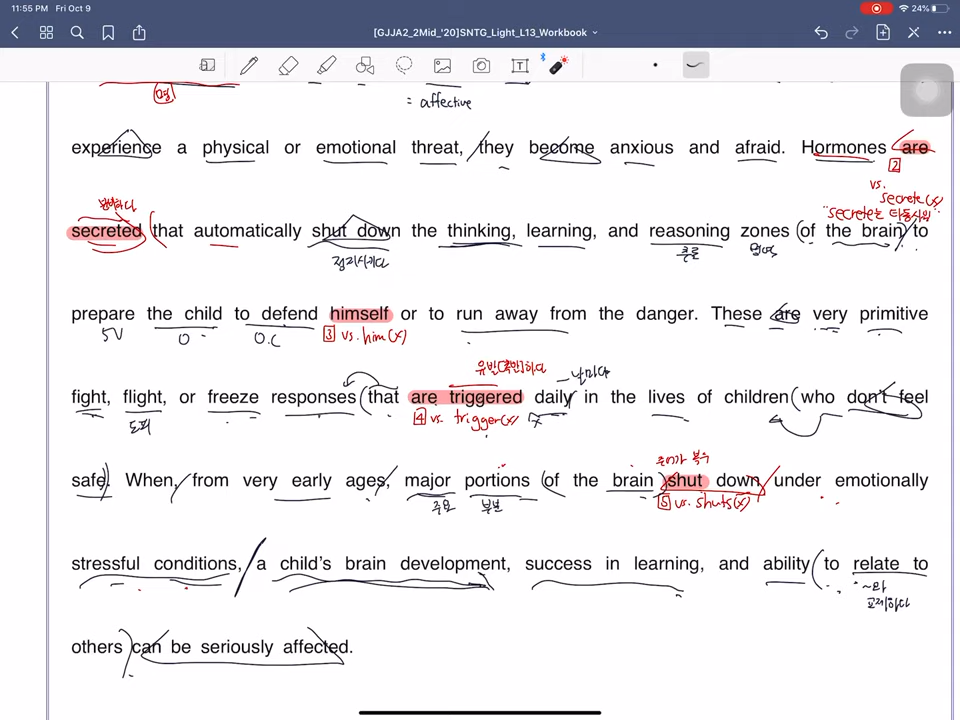 11:55 PM Fri Oct 9 24%
[GJJA2_2Mid_'20]SNTG_Light_L13_Workbook
= affective
experience a physical or emotional threat, they become anxious and afraid. Hormones are
2
vs. secrete(x)
"secrete는 타동사임"
분비하다
secreted that automatically shut down the thinking, learning, and reasoning zones of the brain to
정지시키다 추론 영역
prepare the child to defend himself or to run away from the danger. These are very primitive
5V O O.C 3 vs. him(x)
유발[촉발]하다 날마다
fight, flight, or freeze responses that are triggered daily in the lives of children who don't feel
도피 4 vs. trigger(x)
주어가 복수
safe. When, from very early ages, major portions of the brain shut down under emotionally
주요 부분 5 vs. shuts(x)
stressful conditions, a child's brain development, success in learning, and ability to relate to
~와 교제하다
others can be seriously affected.